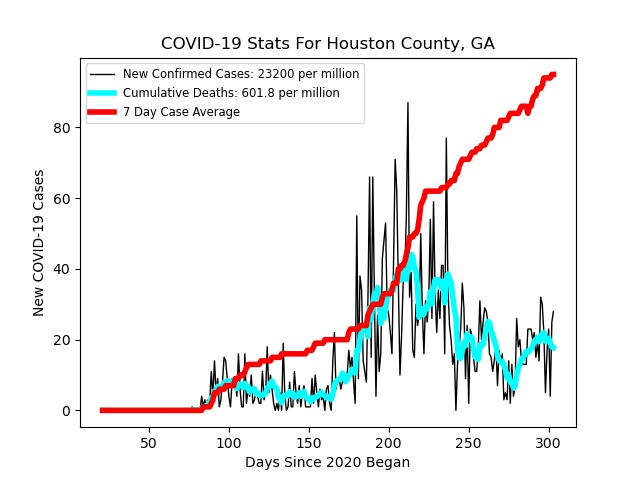 COVID-19 Stats For Houston County, GA
New Confirmed Cases: 23200 per million
Cumulative Deaths: 601.8 per million
7 Day Case Average
New COVID-19 Cases
80
60
40
20
0
50 100 150 200 250 300
Days Since 2020 Began